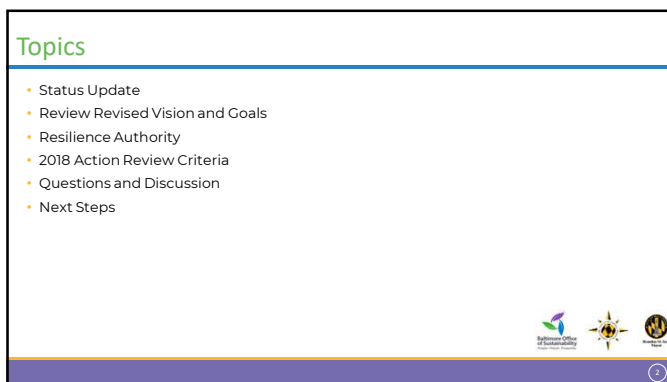 Topics
• Status Update
• Review Revised Vision and Goals
• Resilience Authority
• 2018 Action Review Criteria
• Questions and Discussion
• Next Steps
Baltimore Office
of Sustainability
2